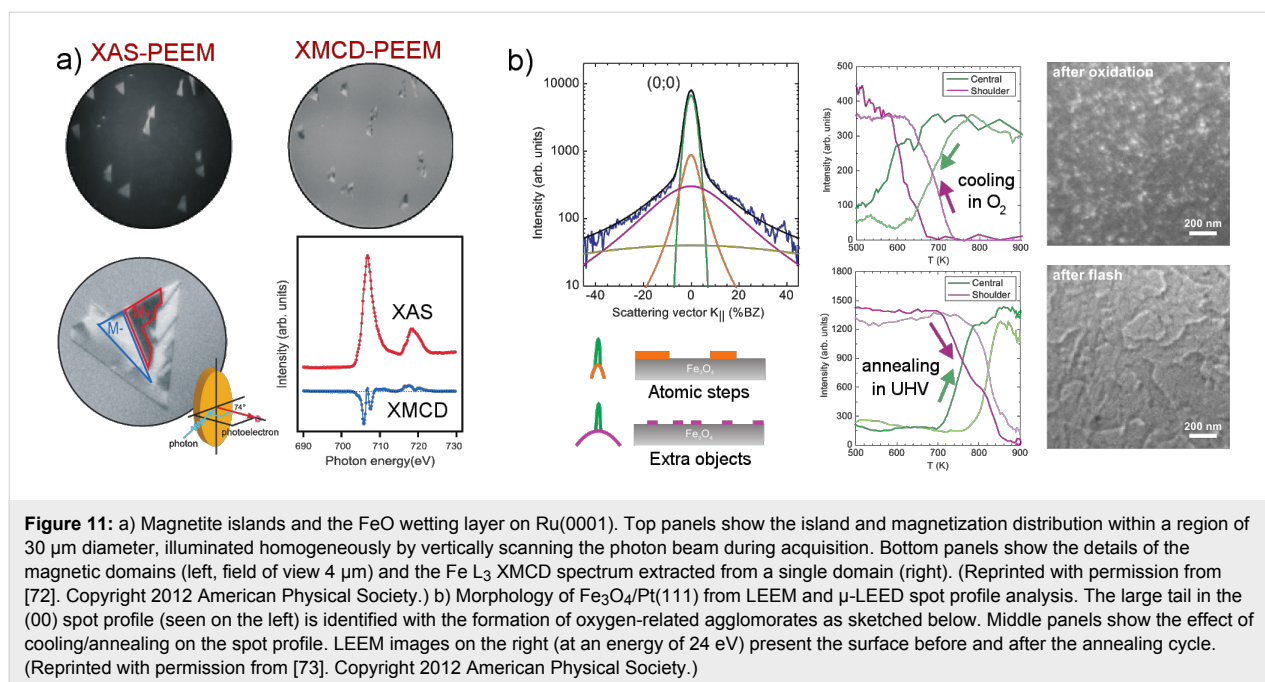 a)
XAS-PEEM
XMCD-PEEM
M-
74°
photon
photoelectron
Intensity (arb. units)
XAS
XMCD
690 700 710 720 730
Photon energy(eV)
b)
(0;0)
10000
1000
100
10
Intensity (arb. units)
-40 -20 0 20 40
Scattering vector K|| (%BZ)
Fe3O4
Atomic steps
Fe3O4
Extra objects
500
400
300
200
100
0
Intensity (arb. units)
Central
Shoulder
cooling
in O2
500 600 700 800 900
T (K)
1800
1500
1200
900
600
300
0
Intensity (arb. units)
Central
Shoulder
annealing
in UHV
500 600 700 800 900
T (K)
after oxidation
200 nm
after flash
200 nm
Figure 11: a) Magnetite islands and the FeO wetting layer on Ru(0001). Top panels show the island and magnetization distribution within a region of
30 µm diameter, illuminated homogeneously by vertically scanning the photon beam during acquisition. Bottom panels show the details of the
magnetic domains (left, field of view 4 µm) and the Fe L3 XMCD spectrum extracted from a single domain (right). (Reprinted with permission from
[72]. Copyright 2012 American Physical Society.) b) Morphology of Fe3O4/Pt(111) from LEEM and µ-LEED spot profile analysis. The large tail in the
(00) spot profile (seen on the left) is identified with the formation of oxygen-related agglomorates as sketched below. Middle panels show the effect of
cooling/annealing on the spot profile. LEEM images on the right (at an energy of 24 eV) present the surface before and after the annealing cycle.
(Reprinted with permission from [73]. Copyright 2012 American Physical Society.)